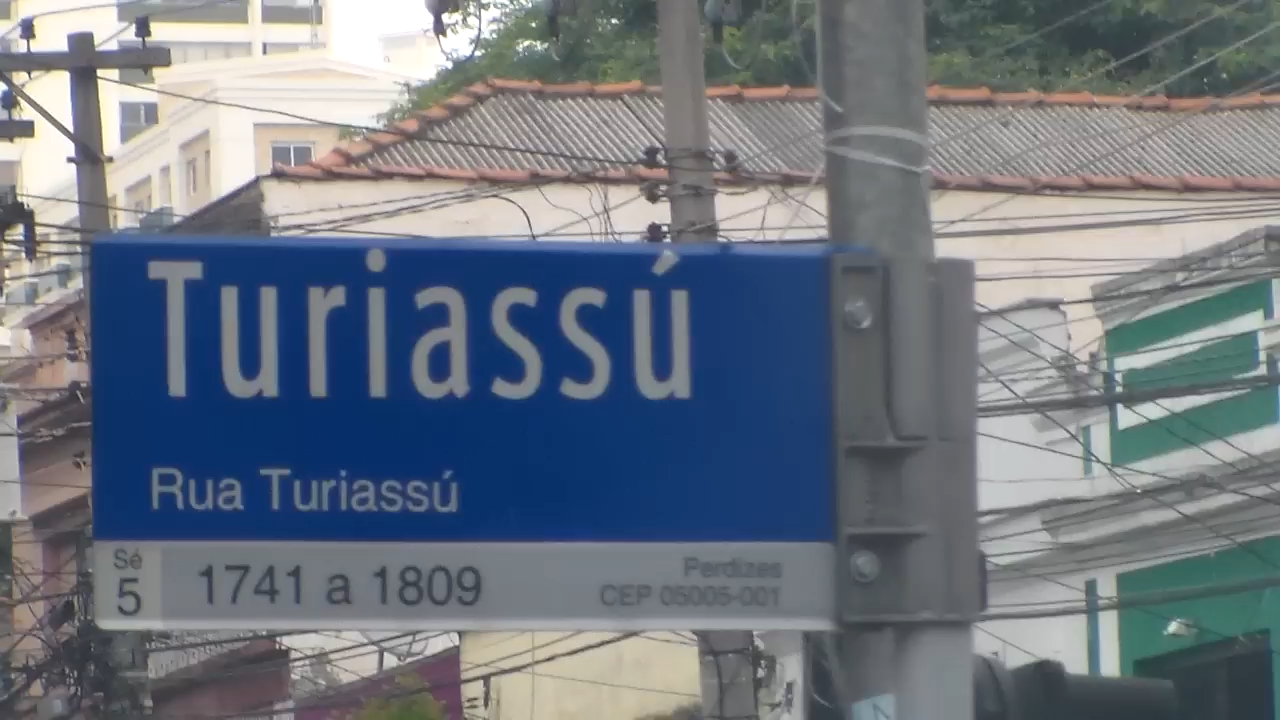 Turiassú
Rua Turiassú
Sé
5
1741 a 1809
Perdizes
CEP 05005-001